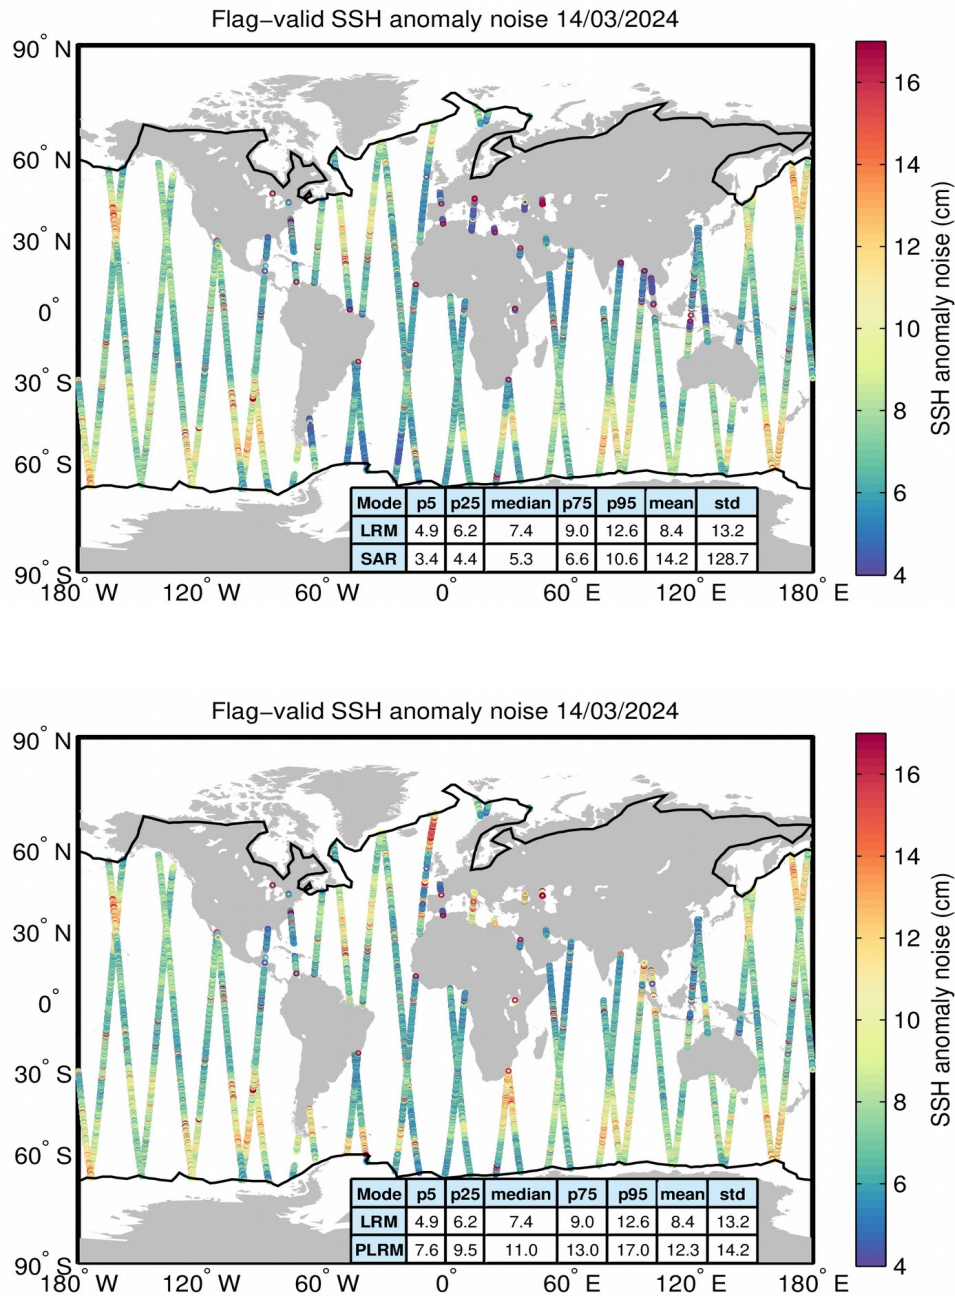 Flag−valid SSH anomaly noise 14/03/2024
90° N
60° N
30° N
0°
30° S
60° S
90° S
180° W
120° W
60° W
0°
60° E
120° E
180° E
16
14
12
10
8
6
4
SSH anomaly noise (cm)
Mode p5 p25 median p75 p95 mean std
LRM 4.9 6.2 7.4 9.0 12.6 8.4 13.2
SAR 3.4 4.4 5.3 6.6 10.6 14.2 128.7
Flag−valid SSH anomaly noise 14/03/2024
90° N
60° N
30° N
0°
30° S
60° S
90° S
180° W
120° W
60° W
0°
60° E
120° E
180° E
16
14
12
10
8
6
4
SSH anomaly noise (cm)
Mode p5 p25 median p75 p95 mean std
LRM 4.9 6.2 7.4 9.0 12.6 8.4 13.2
PLRM 7.6 9.5 11.0 13.0 17.0 12.3 14.2